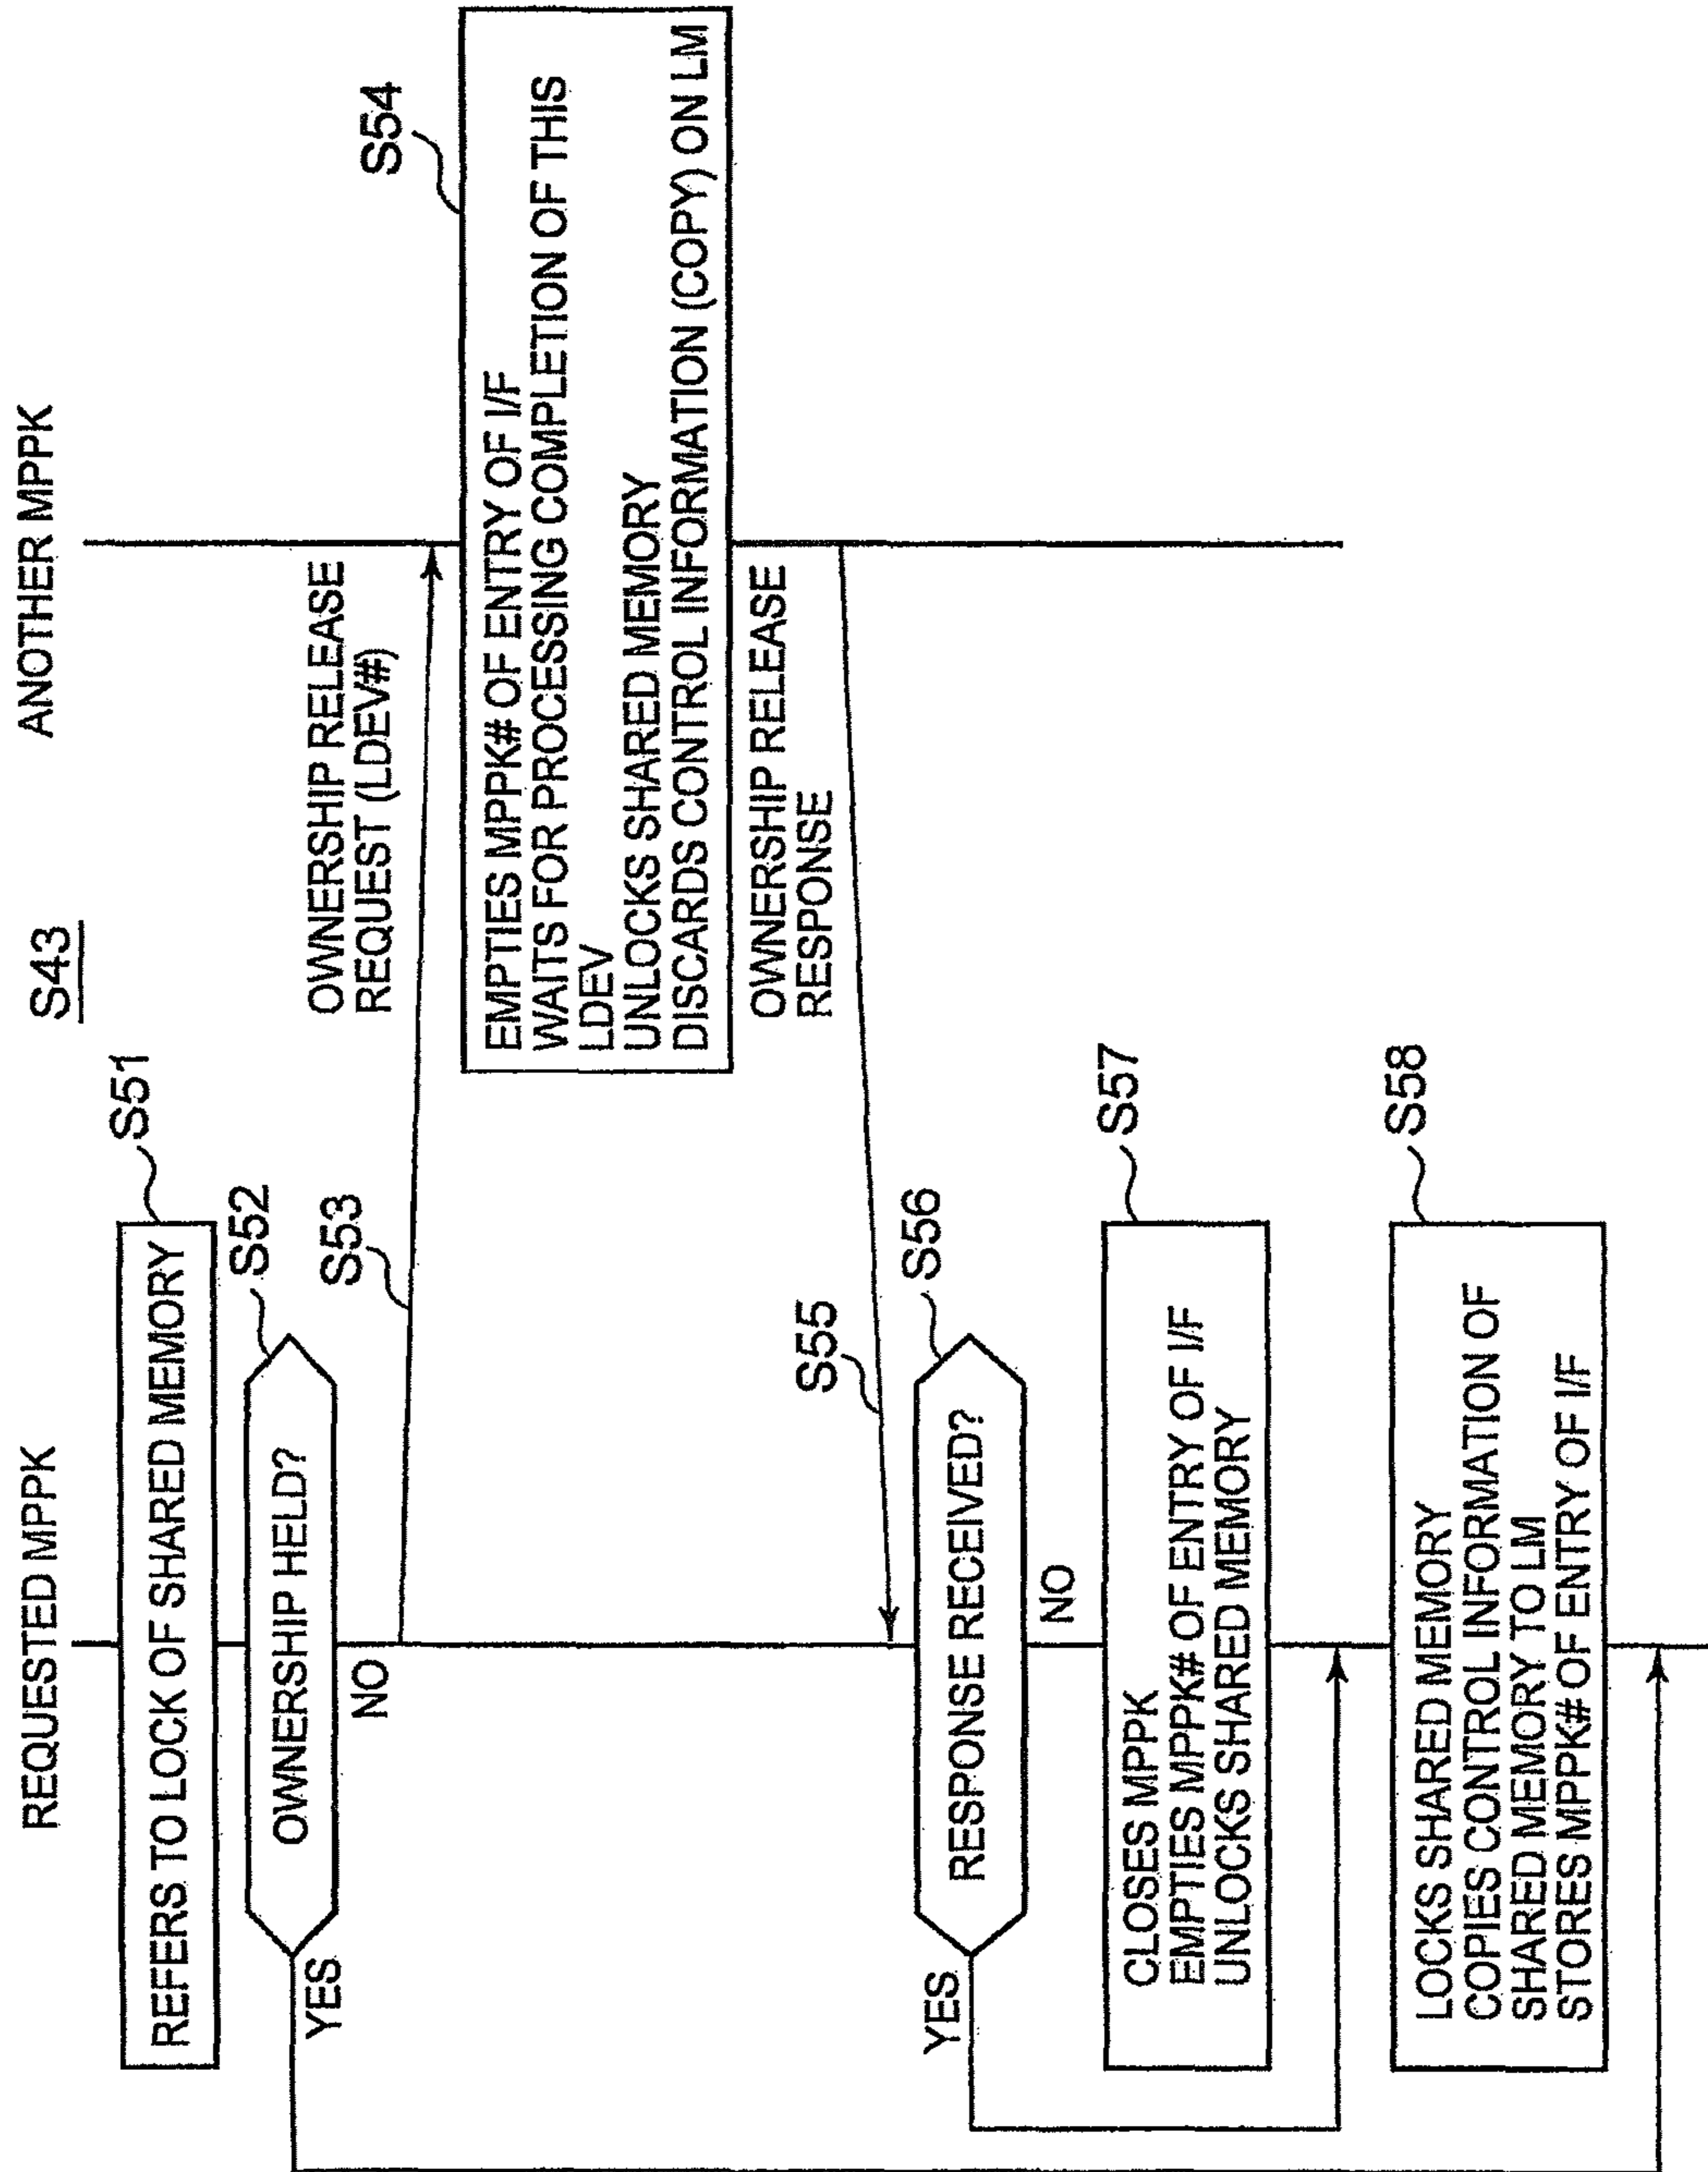 S43
REQUESTED MPPK
ANOTHER MPPK
S51
REFERS TO LOCK OF SHARED MEMORY
S52
OWNERSHIP HELD?
YES
NO
S53
OWNERSHIP RELEASE
REQUEST (LDEV#)
S54
EMPTIES MPPK# OF ENTRY OF I/F
WAITS FOR PROCESSING COMPLETION OF THIS
LDEV
UNLOCKS SHARED MEMORY
DISCARDS CONTROL INFORMATION (COPY) ON LM
OWNERSHIP RELEASE
RESPONSE
S55
S56
RESPONSE RECEIVED?
YES
NO
S57
CLOSES MPPK
EMPTIES MPPK# OF ENTRY OF I/F
UNLOCKS SHARED MEMORY
S58
LOCKS SHARED MEMORY
COPIES CONTROL INFORMATION OF
SHARED MEMORY TO LM
STORES MPPK# OF ENTRY OF I/F